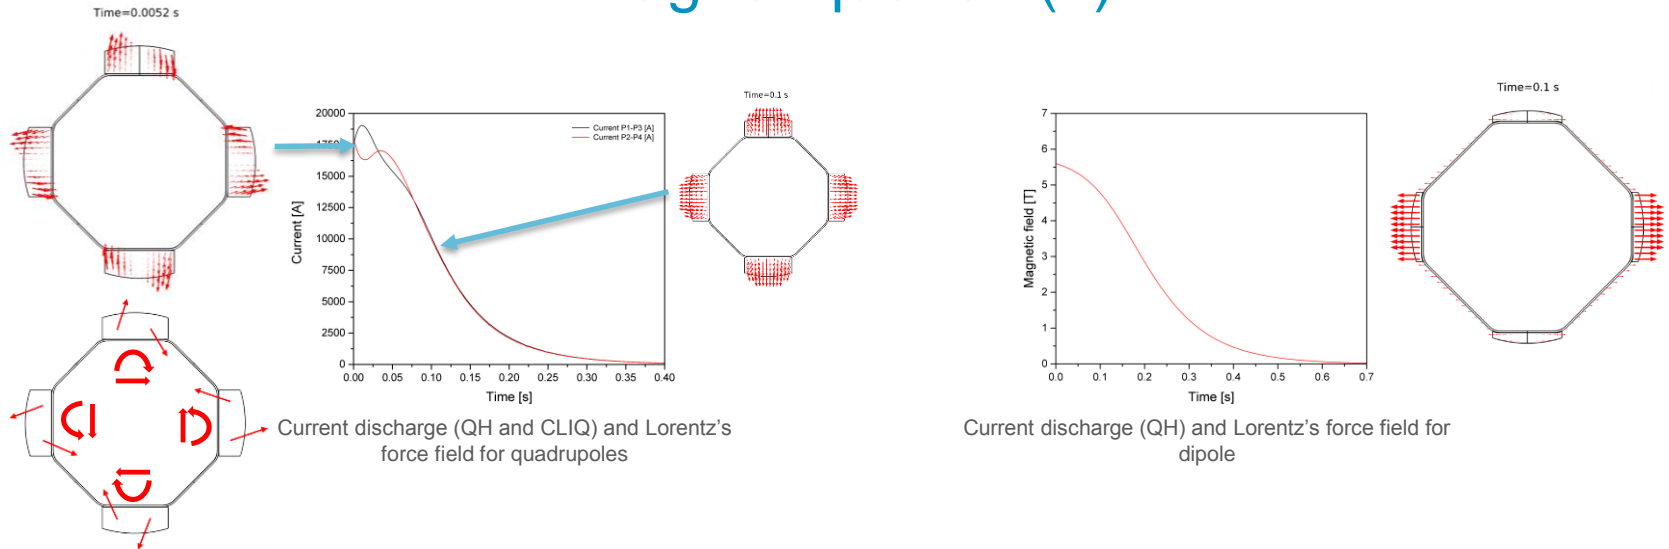 Time=0.0052 s
20000
17500
15000
12500
10000
7500
5000
2500
0
Current [A]
Current P1-P3 [A]
Current P2-P4 [A]
0.00 0.05 0.10 0.15 0.20 0.25 0.30 0.35 0.40
Time [s]
Time=0.1 s
Current discharge (QH and CLIQ) and Lorentz’s
force field for quadrupoles
7
6
5
4
3
2
1
0
Magnetic field [T]
0.0 0.1 0.2 0.3 0.4 0.5 0.6 0.7
Time [s]
Time=0.1 s
Current discharge (QH) and Lorentz’s force field for
dipole